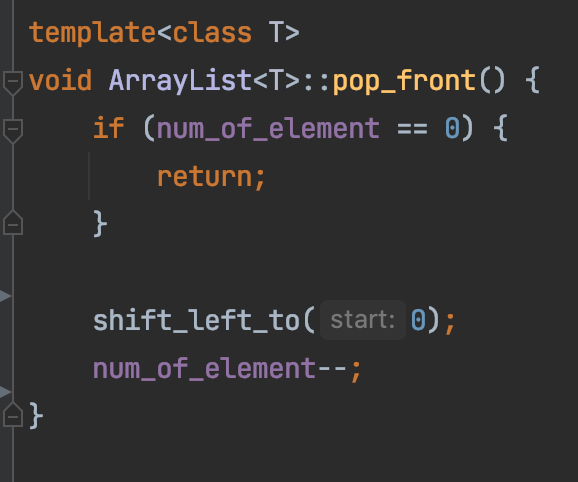 template<class T>
void ArrayList<T>::pop_front() {
    if (num_of_element == 0) {
        return;
    }
    shift_left_to( start: 0);
    num_of_element--;
}